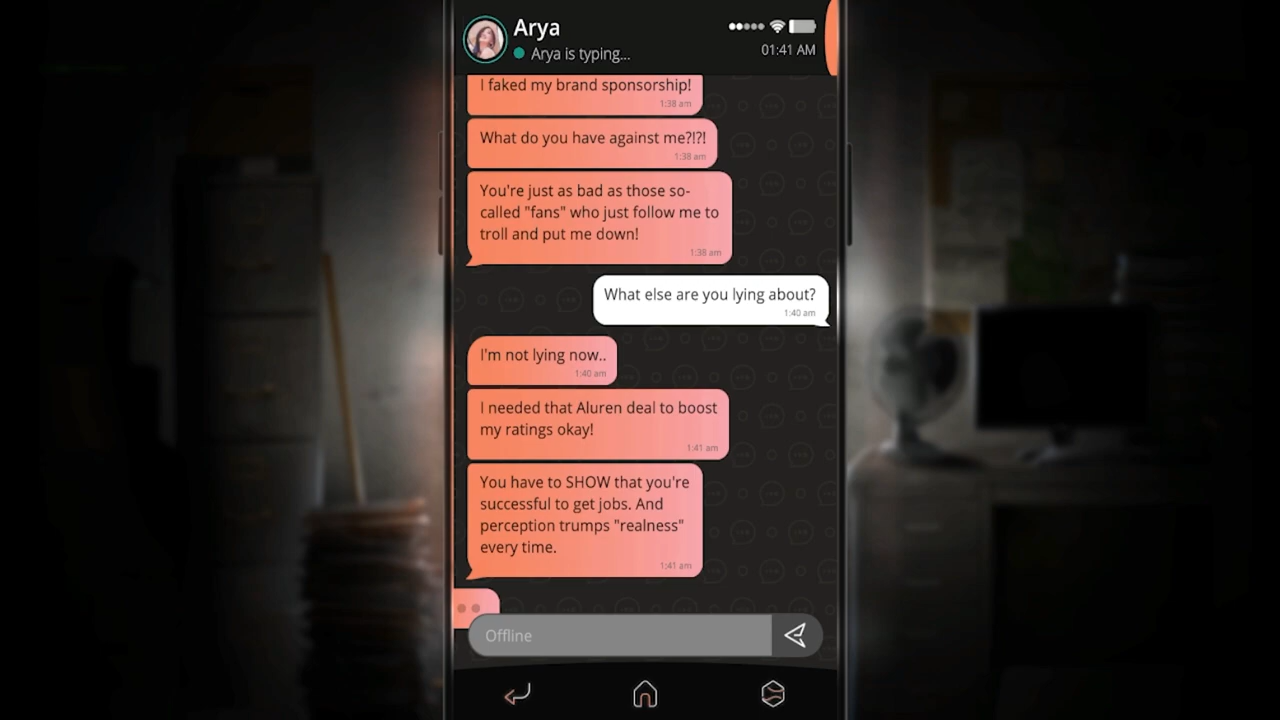 Arya
Arya is typing...
01:41 AM
I faked my brand sponsorship!
1:38 am
What do you have against me?!?!
1:38 am
You're just as bad as those so-
called "fans" who just follow me to
troll and put me down!
1:38 am
What else are you lying about?
1:40 am
I'm not lying now..
1:40 am
I needed that Aluren deal to boost
my ratings okay!
1:41 am
You have to SHOW that you're
successful to get jobs. And
perception trumps "realness"
every time.
1:41 am
Offline